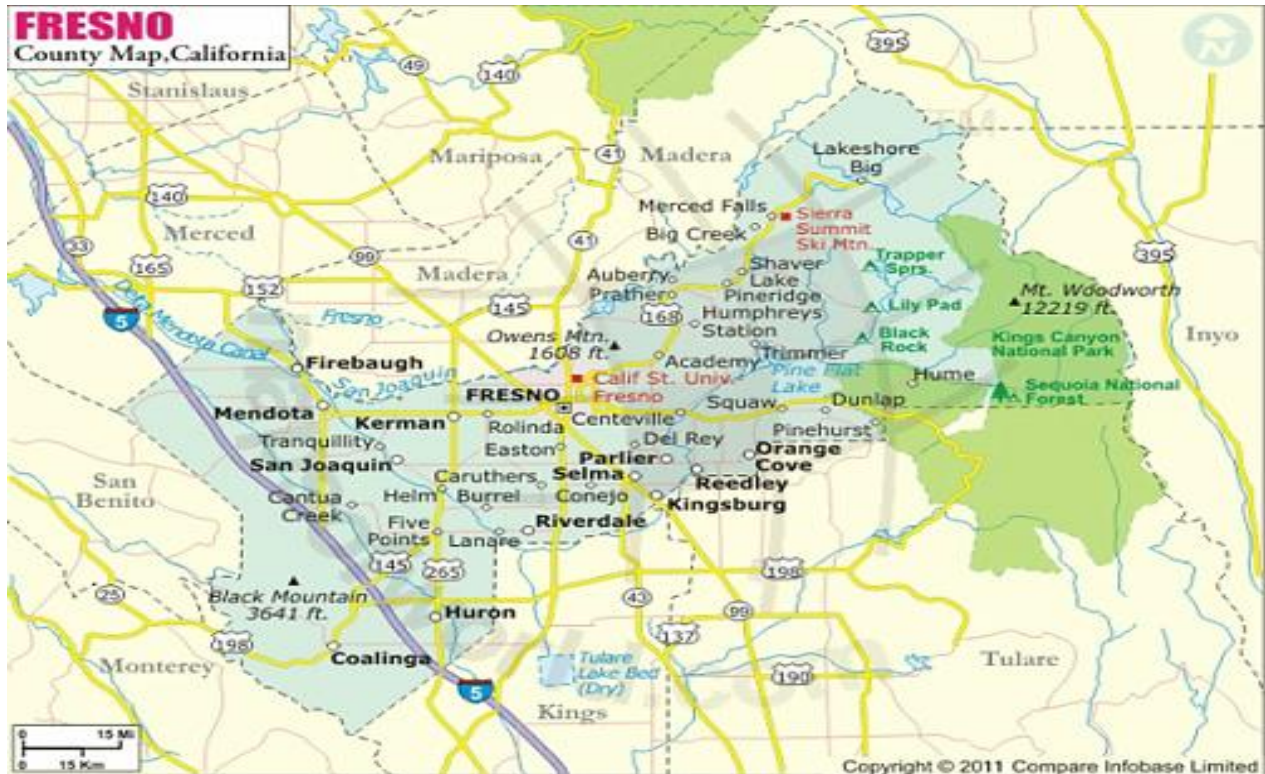 FRESNO
County Map,California
N
Stanislaus
49
140
395
Mariposa
41
Madera
Lakeshore
Big
140
Merced
33
165
99
Merced Falls
Big Creek
Sierra
Summit
Ski Mtn.
41
Madera
395
152
Auberry
Prather
Shaver
Lake
Pineridge
Trapper
Sprs.
Mt. Woodworth
12219 ft.
5
Delta Mendota Canal
Fresno
145
168
Humphreys
Station
Lily Pad
Owens Mtn.
1608 ft.
Inyo
Black
Rock
Kings Canyon
National Park
Firebaugh
San Joaquin
Academy
Trimmer
Pine Flat
Lake
Calif St. Univ.
Fresno
Hume
Sequoia National
Forest
FRESNO
Mendota
Kerman
Rolinda
Centeville
Squaw
Dunlap
Tranquillity
Easton
Del Rey
Pinehurst
San Joaquin
Parlier
Orange
Cove
San
Benito
Caruthers
Selma
Reedley
Cantua
Creek
Helm
Burrel
Conejo
Kingsburg
Five
Points
Lanare
Riverdale
145
265
198
Black Mountain
3641 ft.
25
Huron
43
99
137
198
Monterey
Coalinga
Tulare
Lake Bed
(Dry)
Tulare
190
5
Kings
0 15 Mi
0 15 Km
Copyright © 2011 Compare Infobase Limited